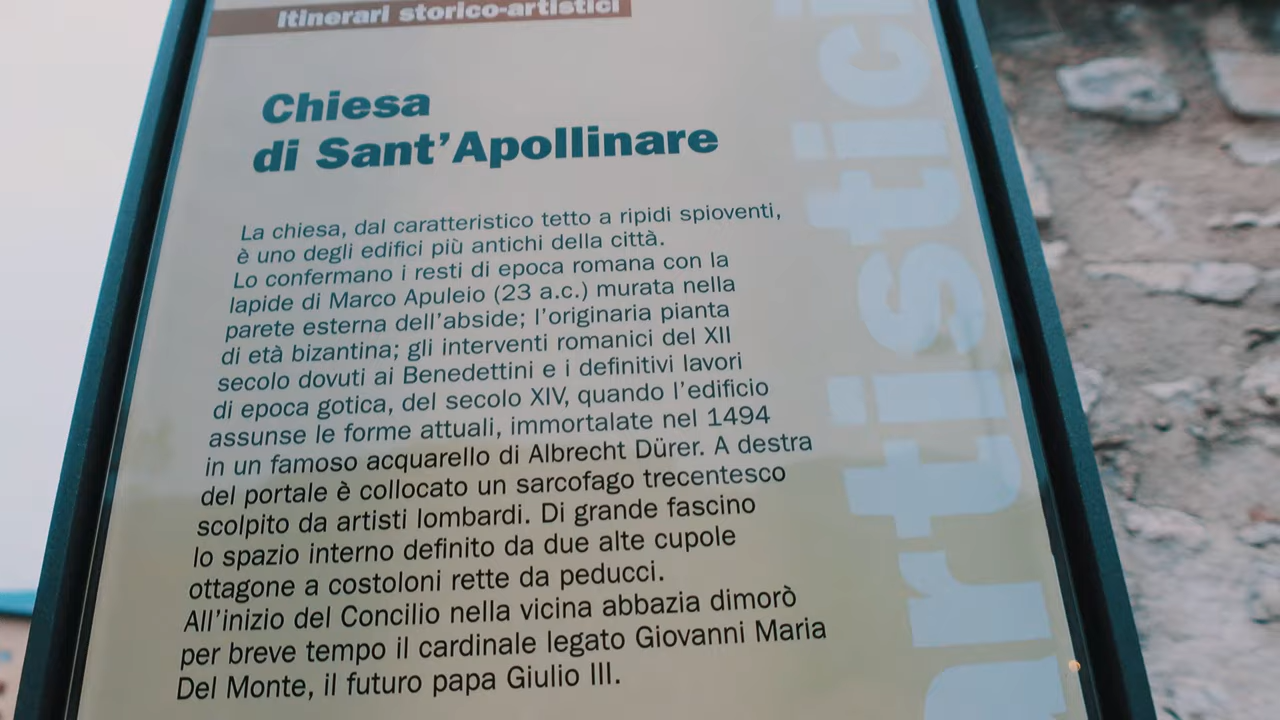 Itinerari storico-artistici
Chiesa
di Sant'Apollinare
La chiesa, dal caratteristico tetto a ripidi spioventi,
è uno degli edifici più antichi della città.
Lo confermano i resti di epoca romana con la
lapide di Marco Apuleio (23 a.c.) murata nella
parete esterna dell'abside; l'originaria pianta
di età bizantina; gli interventi romanici del XII
secolo dovuti ai Benedettini e i definitivi lavori
di epoca gotica, del secolo XIV, quando l'edificio
assunse le forme attuali, immortalate nel 1494
in un famoso acquarello di Albrecht Dürer. A destra
del portale è collocato un sarcofago trecentesco
scolpito da artisti lombardi. Di grande fascino
lo spazio interno definito da due alte cupole
ottagone a costoloni rette da peducci.
All'inizio del Concilio nella vicina abbazia dimorò
per breve tempo il cardinale legato Giovanni Maria
Del Monte, il futuro papa Giulio III.
artistici